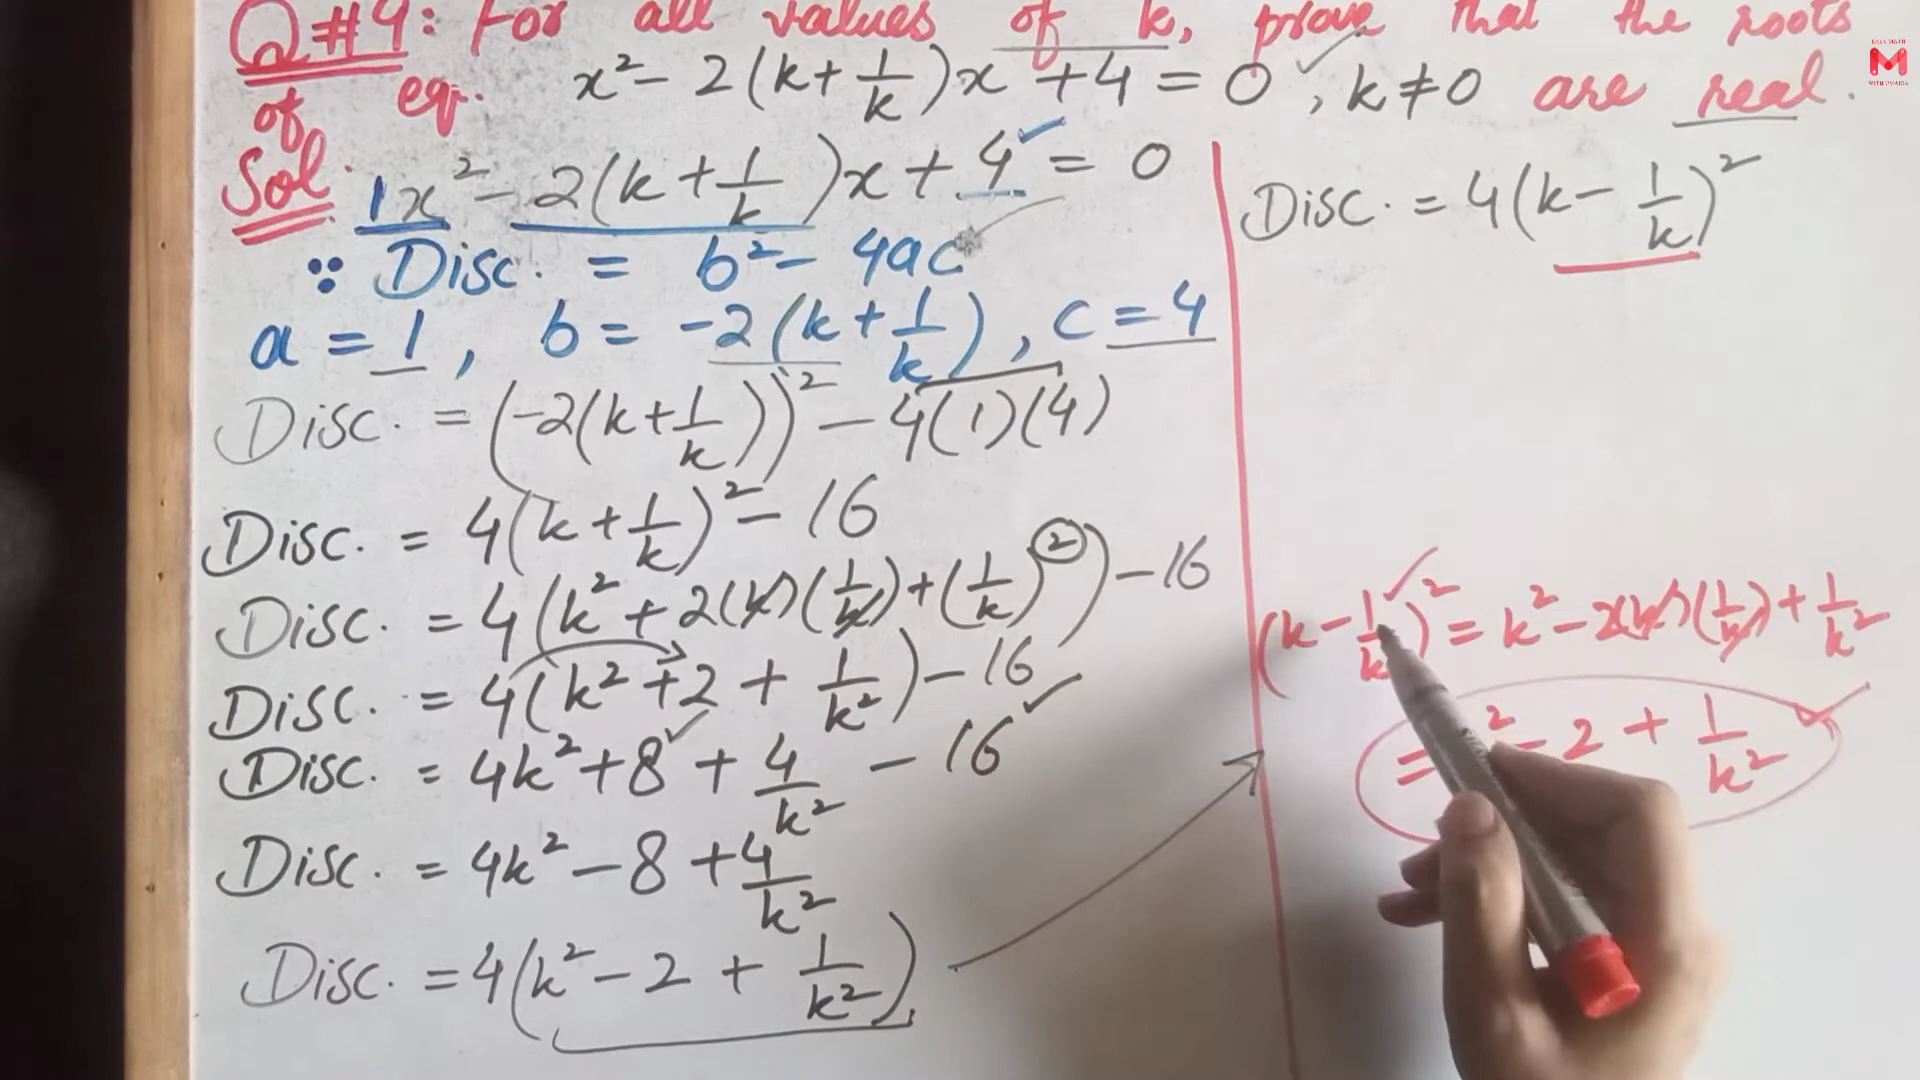 Q#4: For all values of k, prove that the roots
of eq. x² - 2(k + 1/k)x + 4 = 0, k ≠ 0 are real.
Sol. 1x² - 2(k + 1/k)x + 4 = 0
∵ Disc. = b² - 4ac
a = 1, b = -2(k + 1/k), c = 4
Disc. = (-2(k + 1/k))² - 4(1)(4)
Disc. = 4(k + 1/k)² - 16
Disc. = 4(k² + 2(k)(1/k) + (1/k)²) - 16
Disc. = 4(k² + 2 + 1/k²) - 16
Disc. = 4k² + 8 + 4/k² - 16
Disc. = 4k² - 8 + 4/k²
Disc. = 4(k² - 2 + 1/k²)
Disc. = 4(k - 1/k)²
(k - 1/k)² = k² - 2(k)(1/k) + 1/k²
= ² - 2 + 1/k²
M